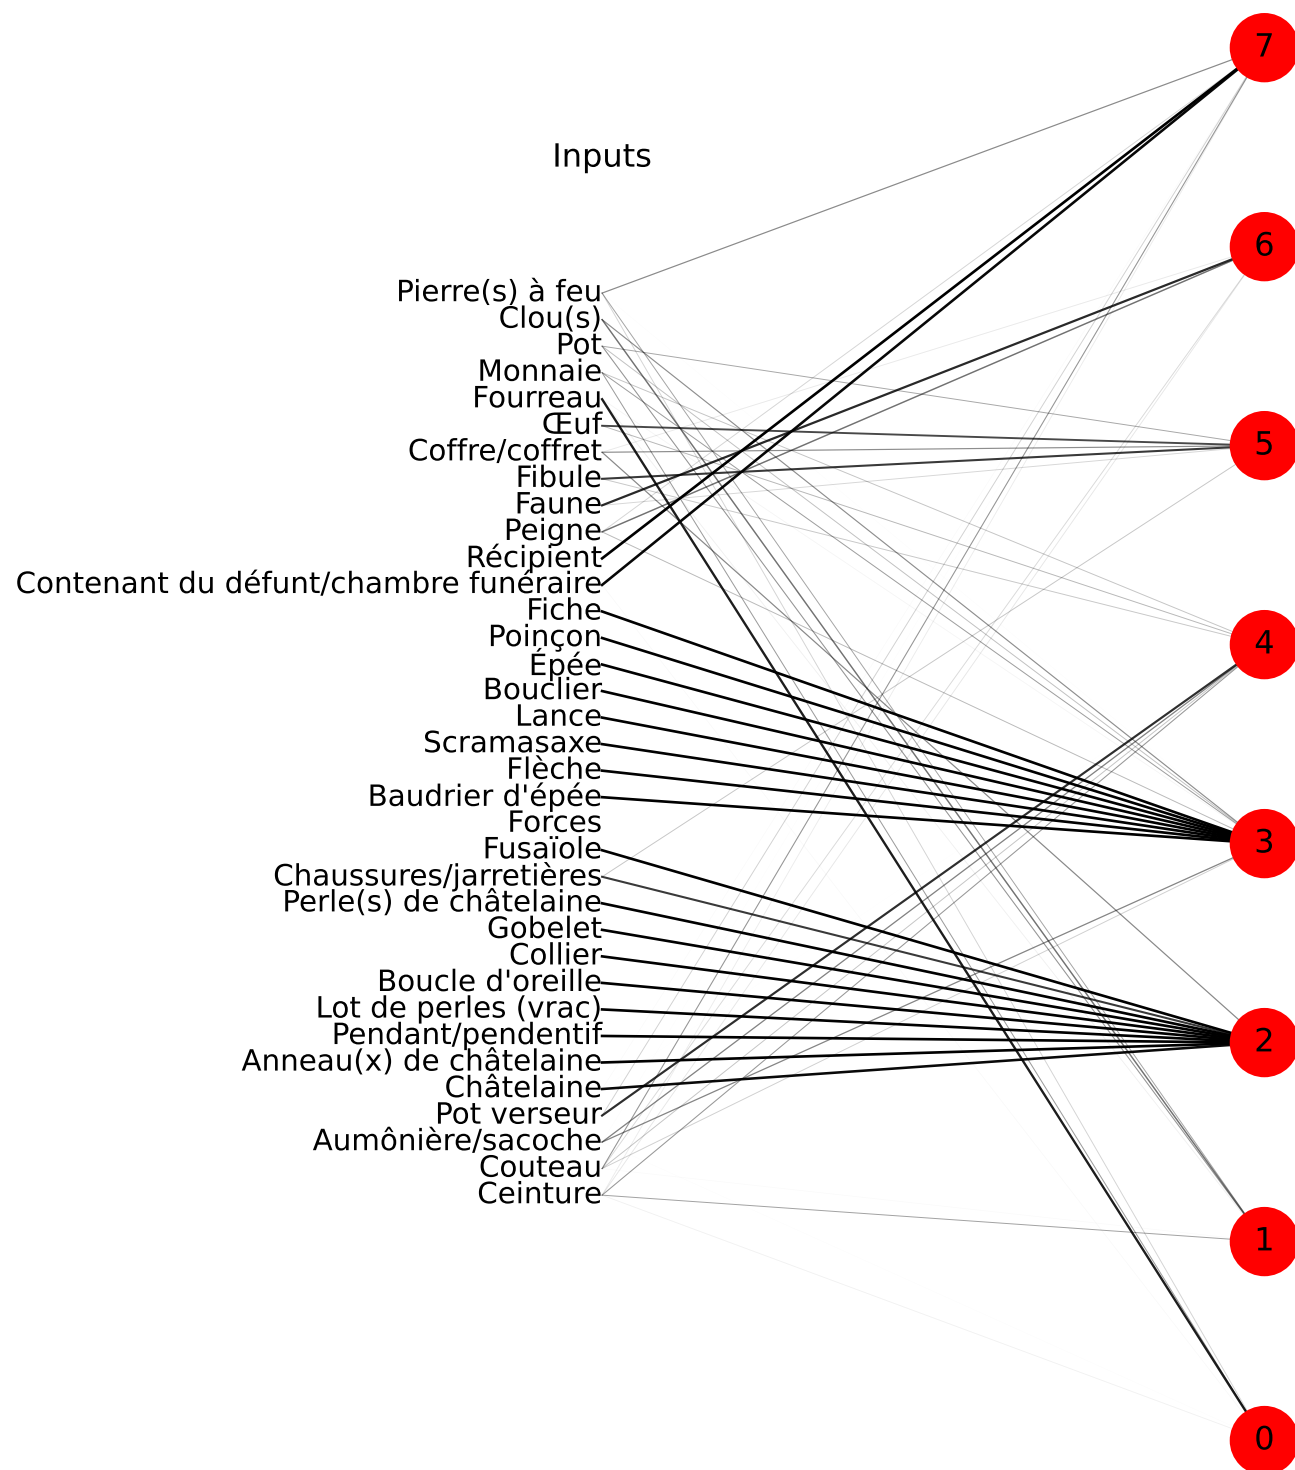 7
Inputs
6
Pierre(s) à feu
Clou(s)
Pot
Monnaie
Fourreau
Œuf
5
Coffre/coffret
Fibule
Faune
Peigne
Récipient
Contenant du défunt/chambre funéraire
Fiche
Poinçon
4
Épée
Bouclier
Lance
Scramasaxe
Flèche
Baudrier d'épée
Forces
3
Fusaïole
Chaussures/jarretières
Perle(s) de châtelaine
Gobelet
Collier
Boucle d'oreille
Lot de perles (vrac)
Pendant/pendentif
2
Anneau(x) de châtelaine
Châtelaine
Pot verseur
Aumônière/sacoche
Couteau
Ceinture
1
0